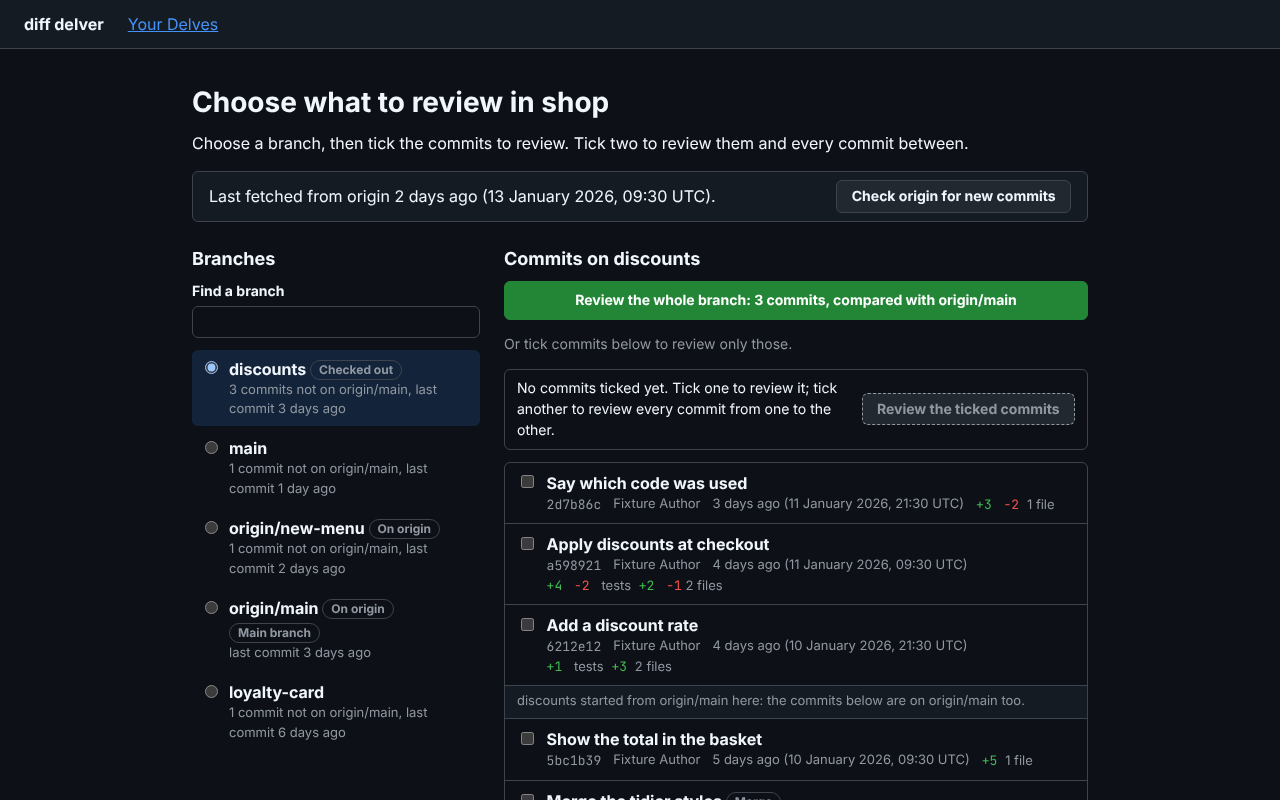 diff delver
Your Delves
Choose what to review in shop
Choose a branch, then tick the commits to review. Tick two to review them and every commit between.
Last fetched from origin 2 days ago (13 January 2026, 09:30 UTC).
Check origin for new commits
Branches
Find a branch
discounts Checked out
3 commits not on origin/main, last
commit 3 days ago
main
1 commit not on origin/main, last
commit 1 day ago
origin/new-menu On origin
1 commit not on origin/main, last
commit 2 days ago
origin/main On origin
Main branch
last commit 3 days ago
loyalty-card
1 commit not on origin/main, last
commit 6 days ago
Commits on discounts
Review the whole branch: 3 commits, compared with origin/main
Or tick commits below to review only those.
No commits ticked yet. Tick one to review it; tick
another to review every commit from one to the
other.
Review the ticked commits
Say which code was used
2d7b86c Fixture Author 3 days ago (11 January 2026, 21:30 UTC) +3 -2 1 file
Apply discounts at checkout
a598921 Fixture Author 4 days ago (11 January 2026, 09:30 UTC)
+4 -2 tests +2 -1 2 files
Add a discount rate
6212e12 Fixture Author 4 days ago (10 January 2026, 21:30 UTC)
+1 tests +3 2 files
discounts started from origin/main here: the commits below are on origin/main too.
Show the total in the basket
5bc1b39 Fixture Author 5 days ago (10 January 2026, 09:30 UTC) +5 1 file
Merge the tidier styles Merge